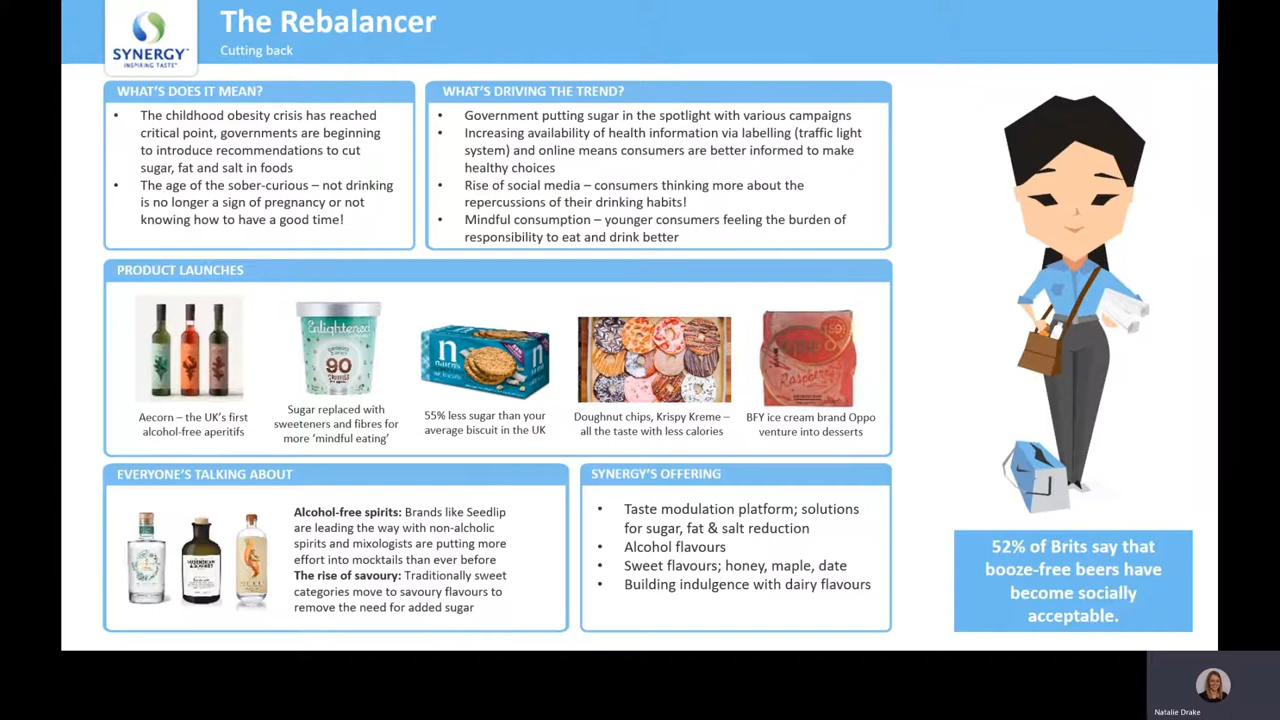 The Rebalancer
Cutting back
SYNERGY
INSPIRING TASTE
WHAT'S DOES IT MEAN?
• The childhood obesity crisis has reached
critical point, governments are beginning
to introduce recommendations to cut
sugar, fat and salt in foods
• The age of the sober-curious – not drinking
is no longer a sign of pregnancy or not
knowing how to have a good time!
WHAT'S DRIVING THE TREND?
• Government putting sugar in the spotlight with various campaigns
• Increasing availability of health information via labelling (traffic light
system) and online means consumers are better informed to make
healthy choices
• Rise of social media – consumers thinking more about the
repercussions of their drinking habits!
• Mindful consumption – younger consumers feeling the burden of
responsibility to eat and drink better
PRODUCT LAUNCHES
Enlightened
90
n
nairn's
Raspberry
Aecorn – the UK's first
alcohol-free aperitifs
Sugar replaced with
sweeteners and fibres for
more 'mindful eating'
55% less sugar than your
average biscuit in the UK
Doughnut chips, Krispy Kreme –
all the taste with less calories
BFY ice cream brand Oppo
venture into desserts
EVERYONE'S TALKING ABOUT
Alcohol-free spirits: Brands like Seedlip
are leading the way with non-alcholic
spirits and mixologists are putting more
effort into mocktails than ever before
The rise of savoury: Traditionally sweet
categories move to savoury flavours to
remove the need for added sugar
SYNERGY'S OFFERING
• Taste modulation platform; solutions
for sugar, fat & salt reduction
• Alcohol flavours
• Sweet flavours; honey, maple, date
• Building indulgence with dairy flavours
52% of Brits say that
booze-free beers have
become socially
acceptable.
Natalie Drake